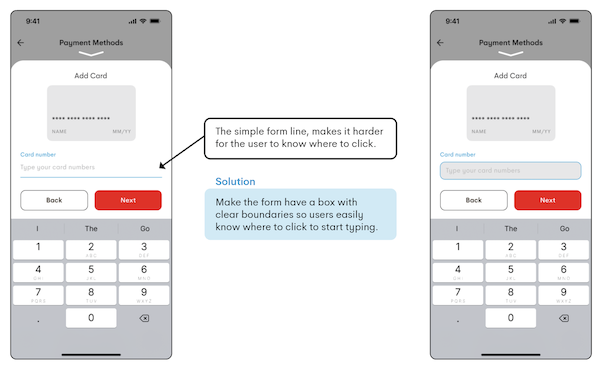 9:41
Payment Methods
Add Card
**** **** **** ****
NAME MM/YY
Card number
Type your card numbers
Back Next
I The Go
1 2 3
ABC DEF
4 5 6
GHI JKL MNO
7 8 9
PQRS TUV WXYZ
. 0
The simple form line, makes it harder
for the user to know where to click.
Solution
Make the form have a box with
clear boundaries so users easily
know where to click to start typing.
9:41
Payment Methods
Add Card
**** **** **** ****
NAME MM/YY
Card number
Type your card numbers
Back Next
I The Go
1 2 3
ABC DEF
4 5 6
GHI JKL MNO
7 8 9
PQRS TUV WXYZ
. 0